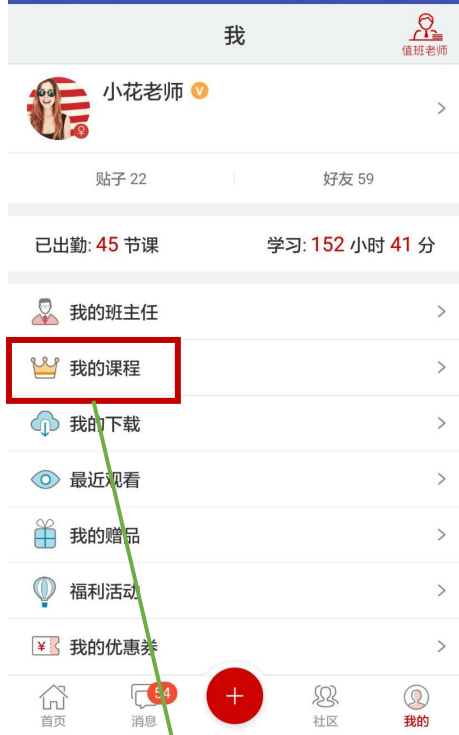 我
值班老师
小花老师 V
贴子 22 好友 59
已出勤: 45 节课 学习: 152 小时 41 分
我的班主任
我的课程
我的下载
最近观看
我的赠品
福利活动
¥ 我的优惠券
54
首页 消息 社区 我的